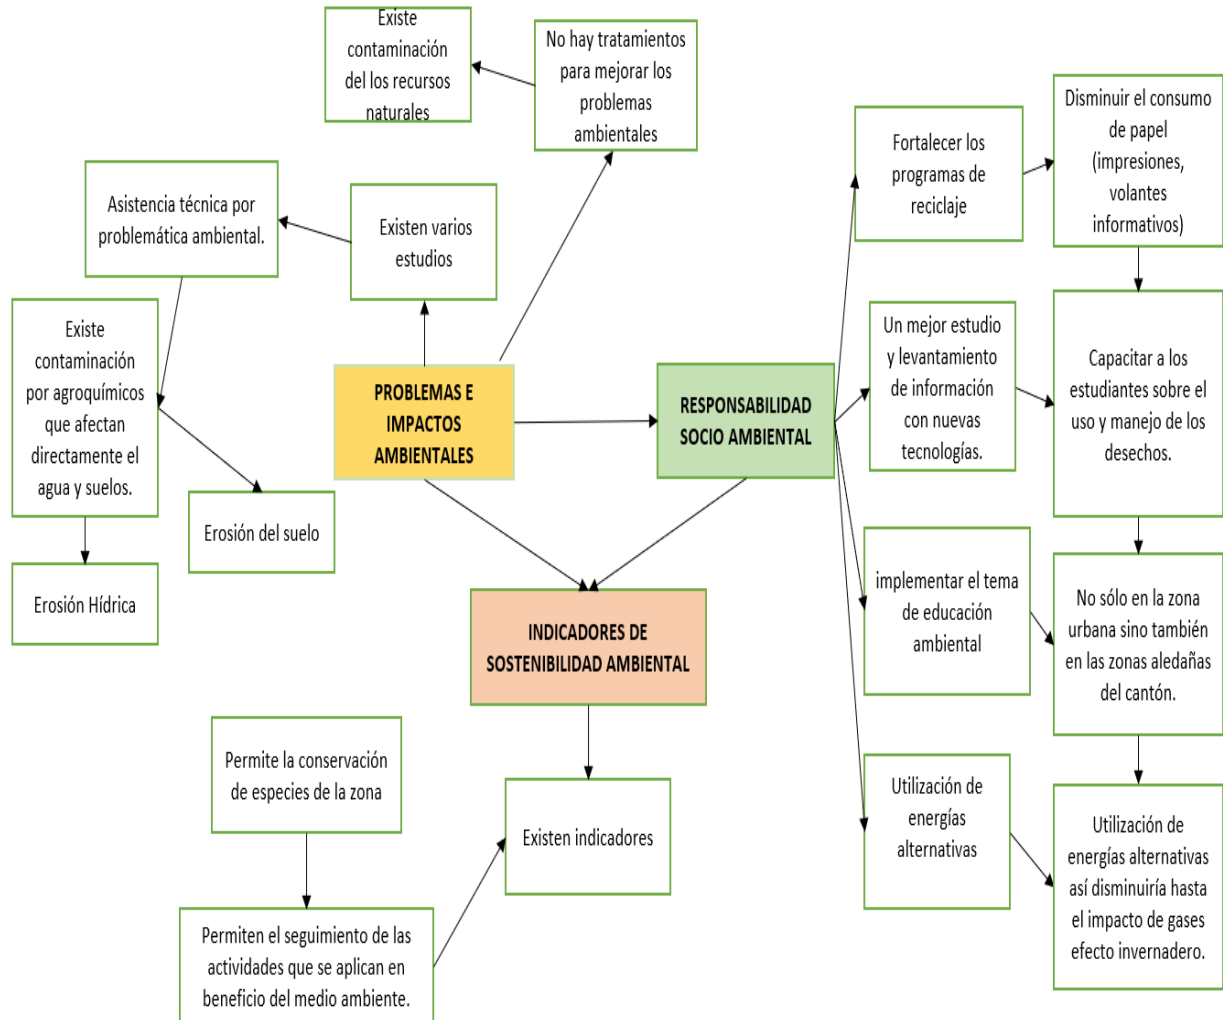 Existe
contaminación
del los recursos
naturales
No hay tratamientos
para mejorar los
problemas
ambientales
Disminuir el consumo
de papel
(impresiones,
volantes
informativos)
Fortalecer los
programas de
reciclaje
Asistencia técnica por
problemática ambiental.
Existen varios
estudios
Existe
contaminación
por agroquímicos
que afectan
directamente el
agua y suelos.
Un mejor estudio
y levantamiento
de información
con nuevas
tecnologías.
Capacitar a los
estudiantes sobre el
uso y manejo de los
desechos.
PROBLEMAS E
IMPACTOS
AMBIENTALES
RESPONSABILIDAD
SOCIO AMBIENTAL
Erosión del suelo
Erosión Hídrica
implementar el tema
de educación
ambiental
No sólo en la zona
urbana sino también
en las zonas aledañas
del cantón.
INDICADORES DE
SOSTENIBILIDAD AMBIENTAL
Permite la conservación
de especies de la zona
Existen indicadores
Utilización de
energías
alternativas
Utilización de
energías alternativas
así disminuiría hasta
el impacto de gases
efecto invernadero.
Permiten el seguimiento de las
actividades que se aplican en
beneficio del medio ambiente.